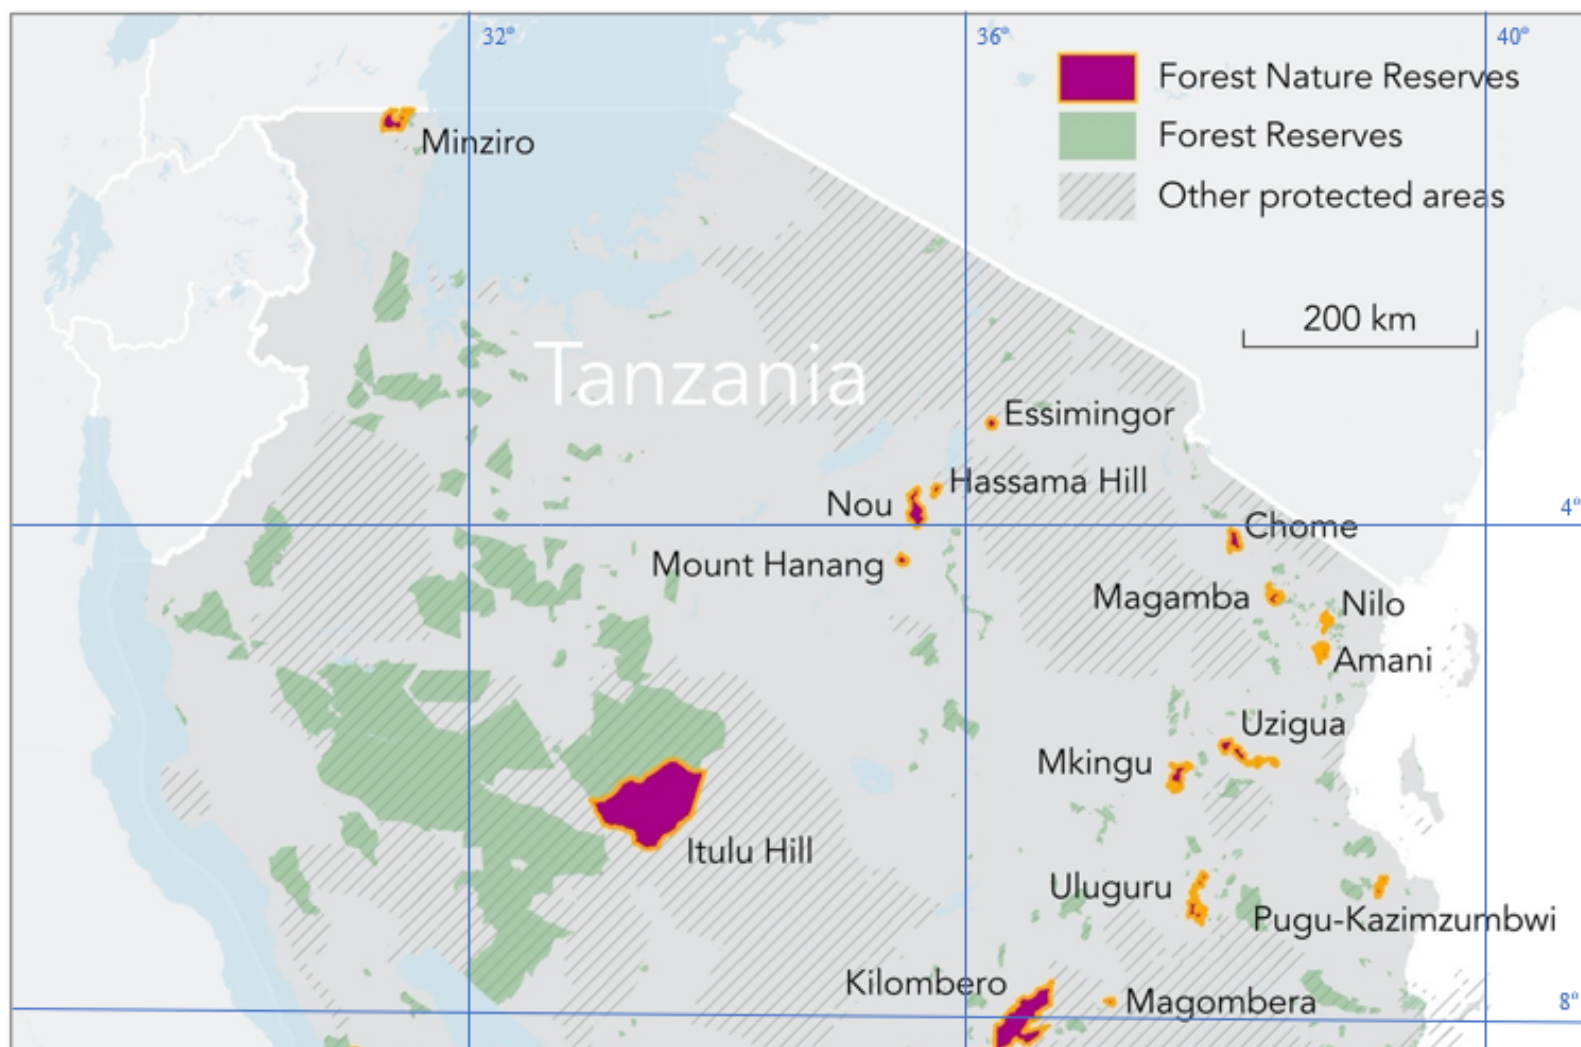 32°
36°
40°
Forest Nature Reserves
Forest Reserves
Other protected areas
Minziro
200 km
Tanzania
Essimingor
Hassama Hill
Nou
4°
Chome
Mount Hanang
Magamba
Nilo
Amani
Uzigua
Mkingu
Itulu Hill
Uluguru
Pugu-Kazimzumbwi
Kilombero
Magombera
8°